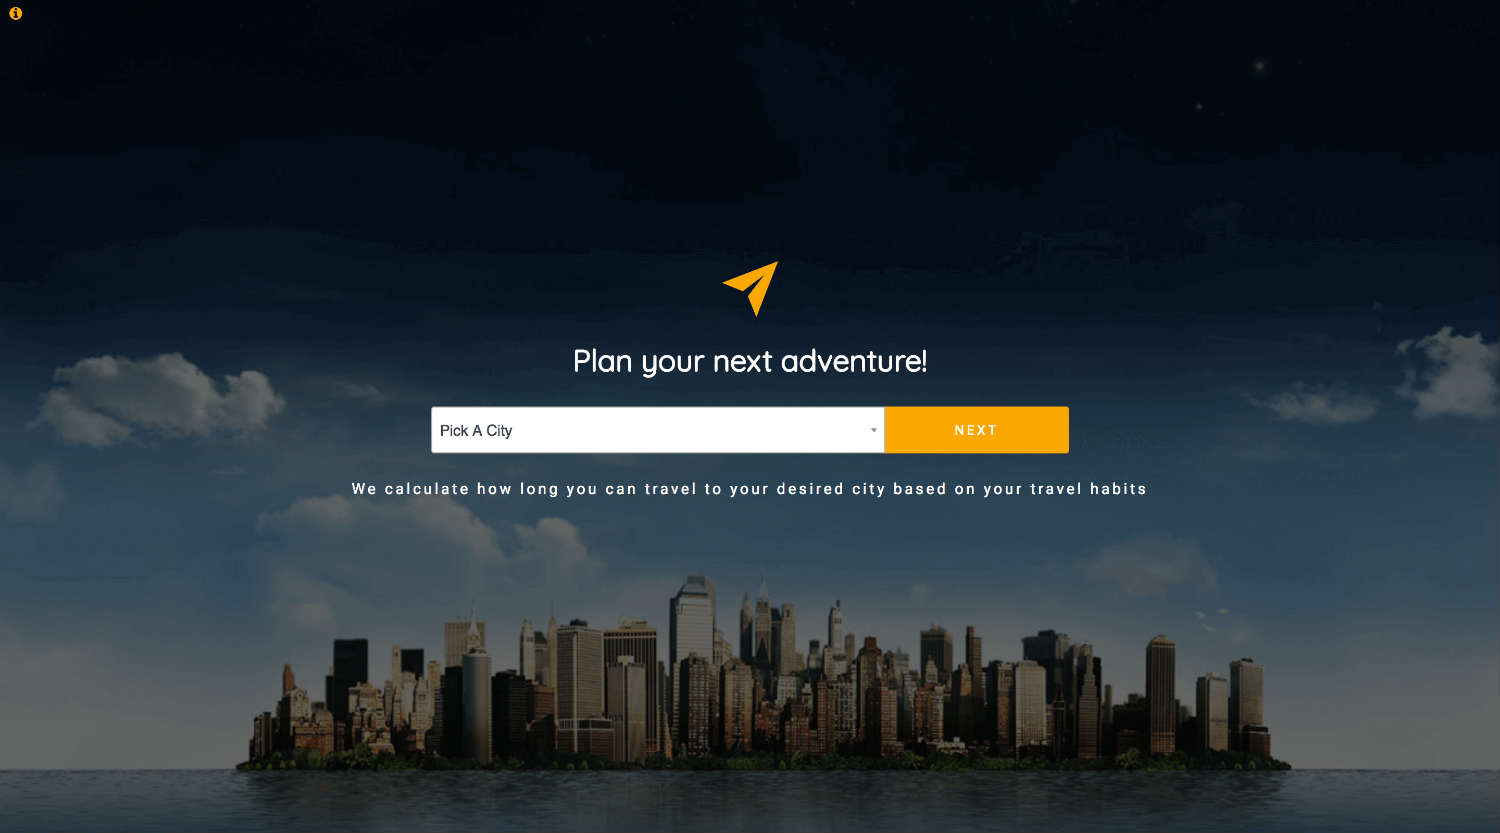 Plan your next adventure!
Pick A City
NEXT
We calculate how long you can travel to your desired city based on your travel habits